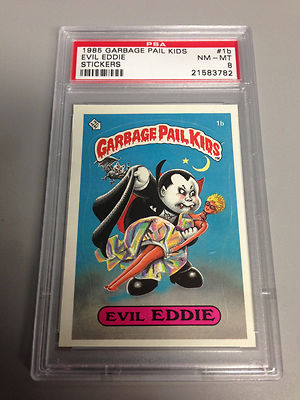 PSA
1985 GARBAGE PAIL KIDS #1b
EVIL EDDIE NM-MT
STICKERS 8
21583782
1b
GARBAGE PAIL KIDS
EVIL EDDIE